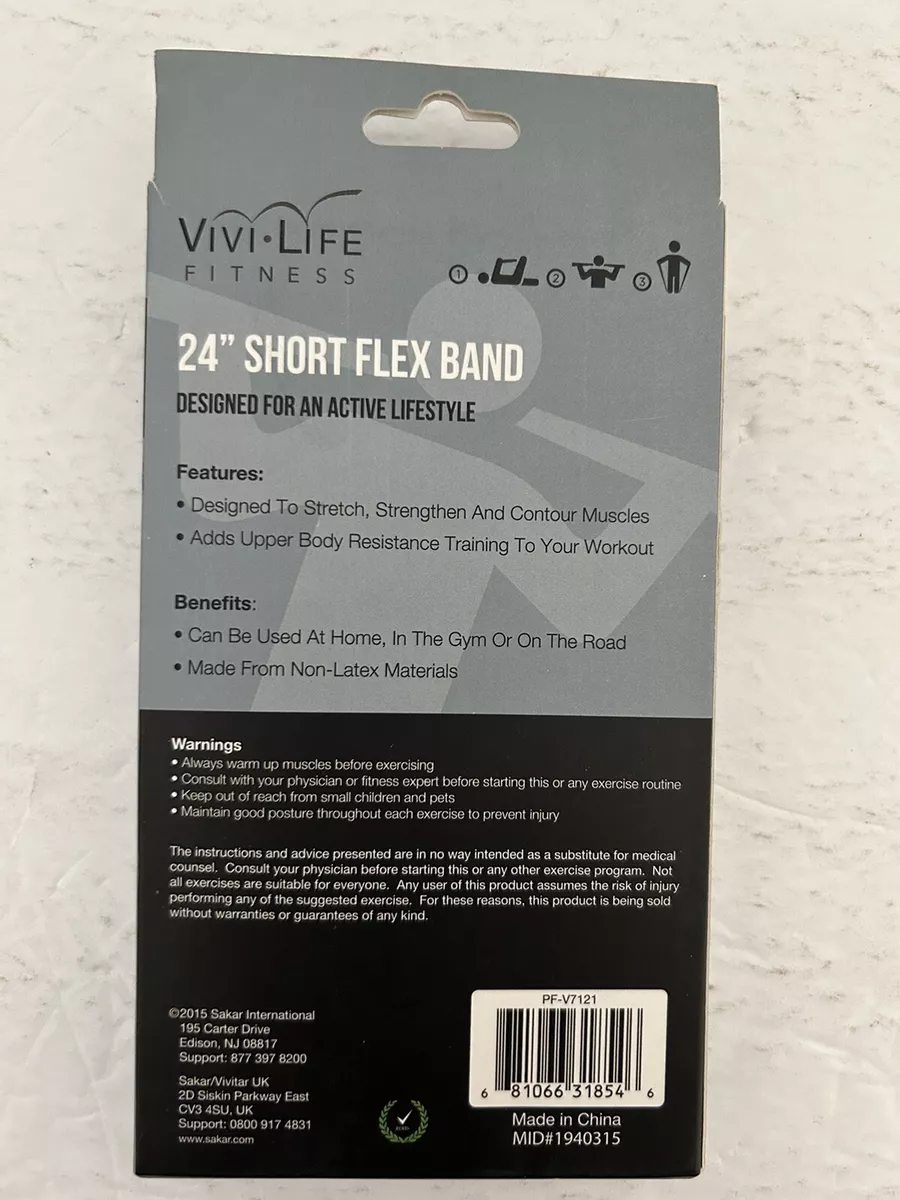 VIVI•LIFE
FITNESS
1 2 3
24” SHORT FLEX BAND
DESIGNED FOR AN ACTIVE LIFESTYLE
Features:
• Designed To Stretch, Strengthen And Contour Muscles
• Adds Upper Body Resistance Training To Your Workout
Benefits:
• Can Be Used At Home, In The Gym Or On The Road
• Made From Non-Latex Materials
Warnings
• Always warm up muscles before exercising
• Consult with your physician or fitness expert before starting this or any exercise routine
• Keep out of reach from small children and pets
• Maintain good posture throughout each exercise to prevent injury
The instructions and advice presented are in no way intended as a substitute for medical
counsel. Consult your physician before starting this or any other exercise program. Not
all exercises are suitable for everyone. Any user of this product assumes the risk of injury
performing any of the suggested exercise. For these reasons, this product is being sold
without warranties or guarantees of any kind.
©2015 Sakar International
195 Carter Drive
Edison, NJ 08817
Support: 877 397 8200
Sakar/Vivitar UK
2D Siskin Parkway East
CV3 4SU, UK
Support: 0800 917 4831
www.sakar.com
PF-V7121
6 81066 31854 6
Made in China
MID#1940315